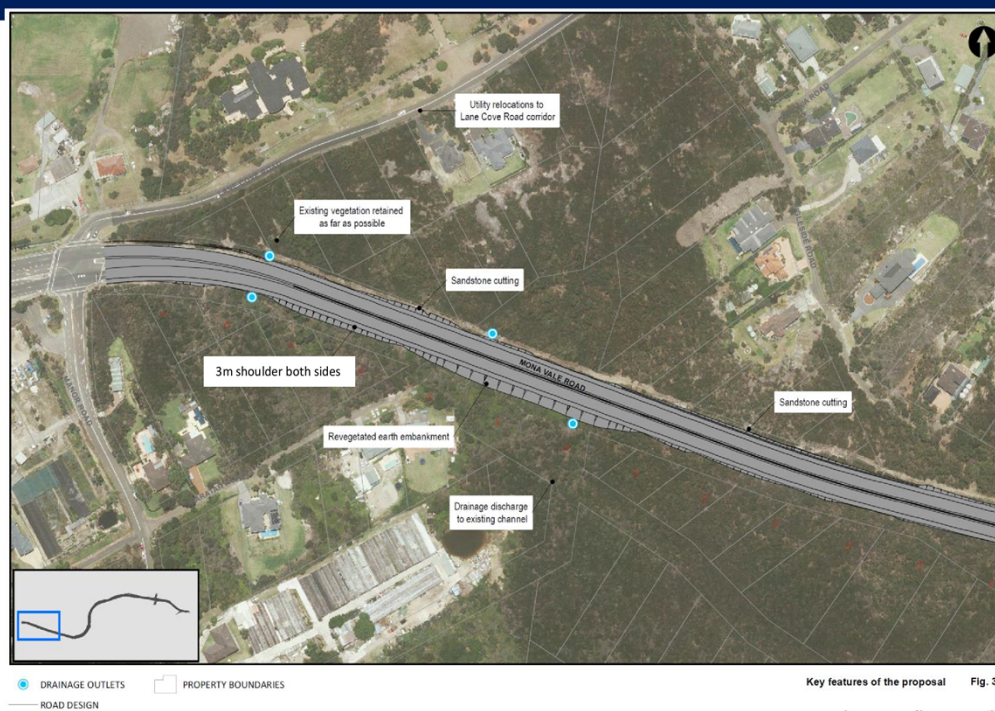 Utility relocations to
Lane Cove Road corridor
Existing vegetation retained
as far as possible
Sandstone cutting
3m shoulder both sides
MONA VALE ROAD
Sandstone cutting
Revegetated earth embankment
MANOR ROAD
Drainage discharge
to existing channel
DRAINAGE OUTLETS
PROPERTY BOUNDARIES
ROAD DESIGN
Key features of the proposal
Fig. 3